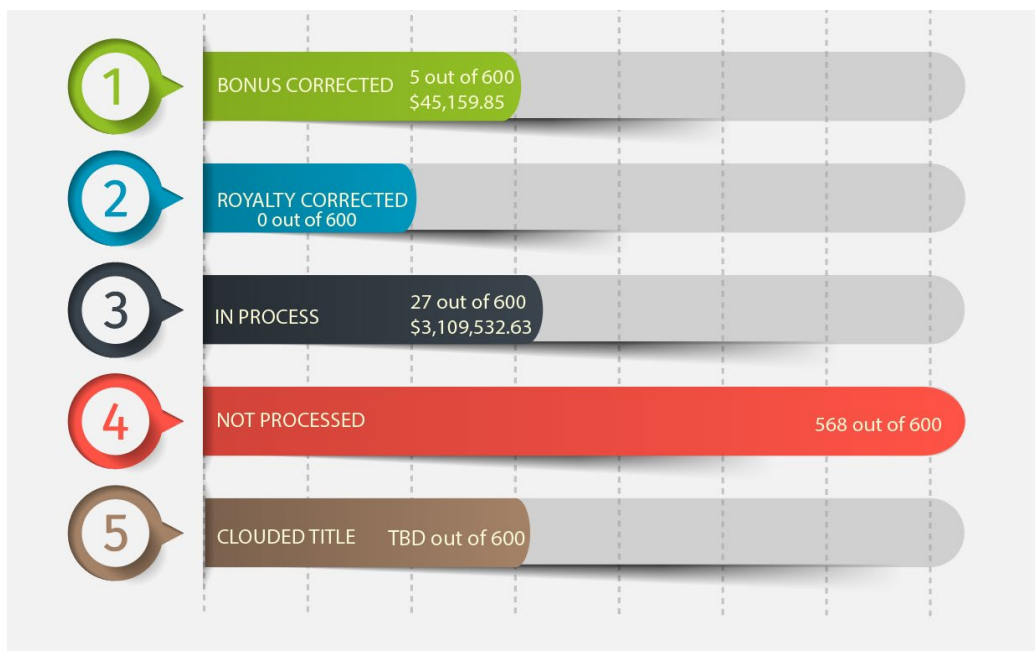 1
BONUS CORRECTED
5 out of 600
$45,159.85
2
ROYALTY CORRECTED
0 out of 600
3
IN PROCESS
27 out of 600
$3,109,532.63
4
NOT PROCESSED
568 out of 600
5
CLOUDED TITLE
TBD out of 600